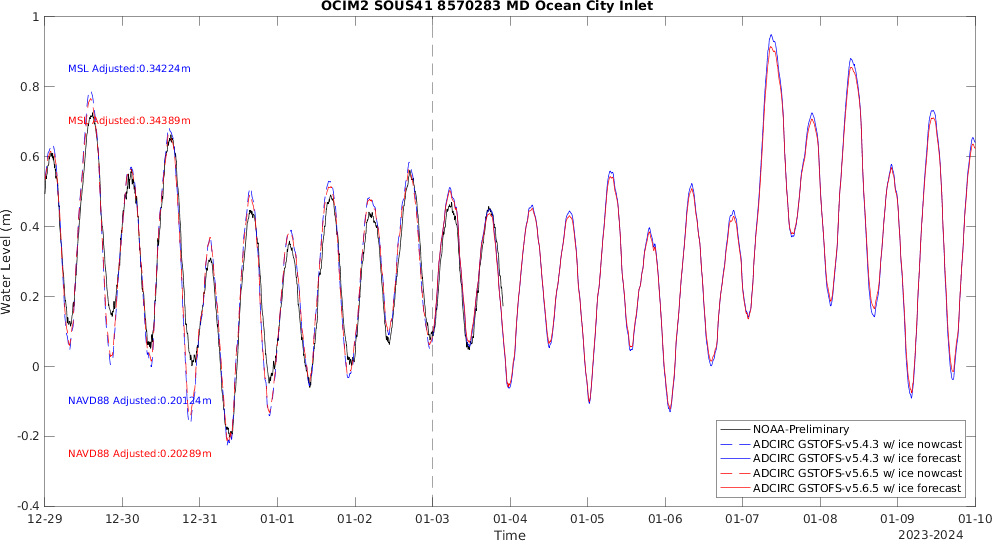 OCIM2 SOUS41 8570283 MD Ocean City Inlet
1
0.8
0.6
0.4
0.2
0
-0.2
-0.4
Water Level (m)
MSL Adjusted:0.34224m
MSL Adjusted:0.34389m
NAVD88 Adjusted:0.20124m
NAVD88 Adjusted:0.20289m
NOAA-Preliminary
ADCIRC GSTOFS-v5.4.3 w/ ice nowcast
ADCIRC GSTOFS-v5.4.3 w/ ice forecast
ADCIRC GSTOFS-v5.6.5 w/ ice nowcast
ADCIRC GSTOFS-v5.6.5 w/ ice forecast
12-29 12-30 12-31 01-01 01-02 01-03 01-04 01-05 01-06 01-07 01-08 01-09 01-10
Time
2023-2024